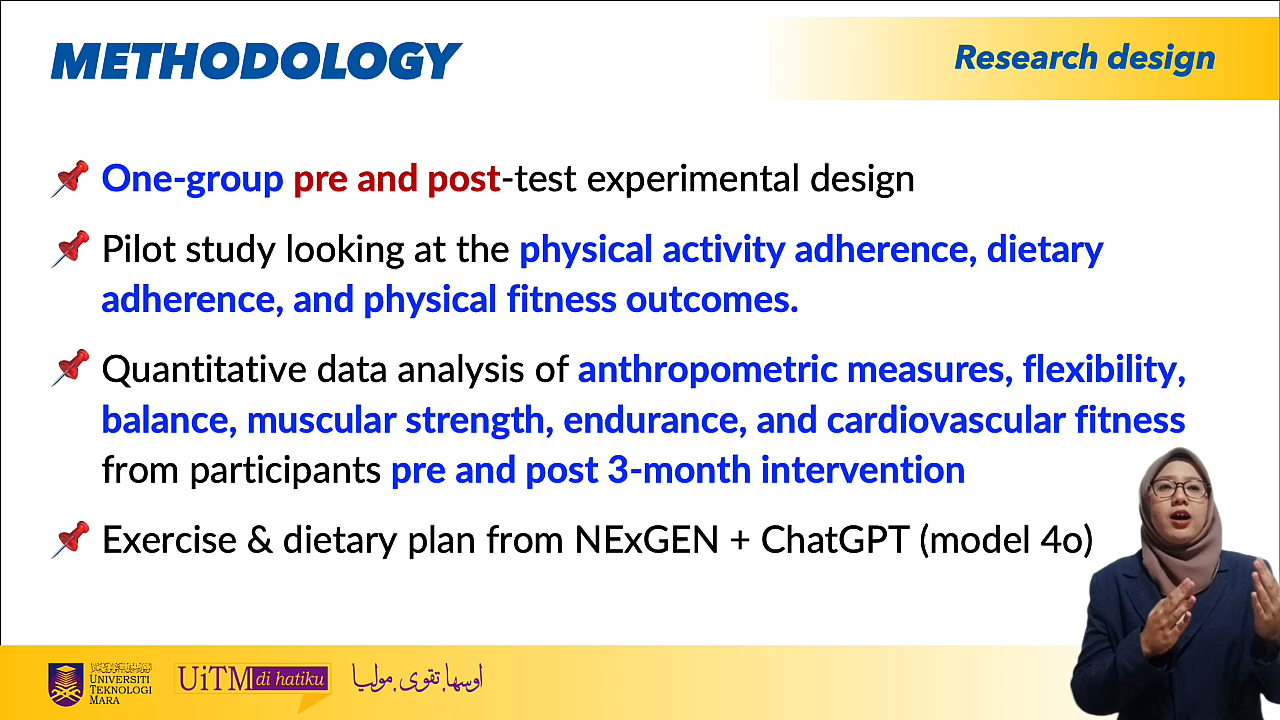 METHODOLOGY
Research design
One-group pre and post-test experimental design
Pilot study looking at the physical activity adherence, dietary
adherence, and physical fitness outcomes.
Quantitative data analysis of anthropometric measures, flexibility,
balance, muscular strength, endurance, and cardiovascular fitness
from participants pre and post 3-month intervention
Exercise & dietary plan from NExGEN + ChatGPT (model 4o)
UNIVERSITI
TEKNOLOGI
MARA
UiTM di hatiku
اوسها، تقوى، موليا